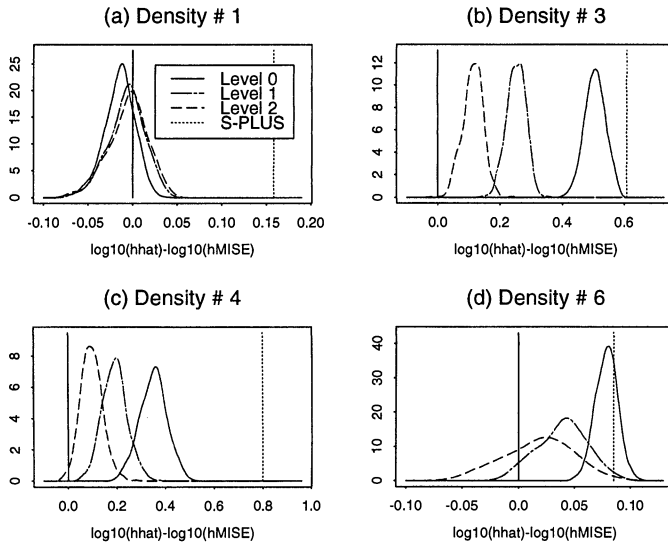 (a) Density # 1
25
20
15
10
5
0
Level 0
Level 1
Level 2
S-PLUS
-0.10 -0.05 0.0 0.05 0.10 0.15 0.20
log10(hhat)-log10(hMISE)
(b) Density # 3
12
10
8
6
4
2
0
0.0 0.2 0.4 0.6
log10(hhat)-log10(hMISE)
(c) Density # 4
8
6
4
2
0
0.0 0.2 0.4 0.6 0.8 1.0
log10(hhat)-log10(hMISE)
(d) Density # 6
40
30
20
10
0
-0.10 -0.05 0.0 0.05 0.10
log10(hhat)-log10(hMISE)